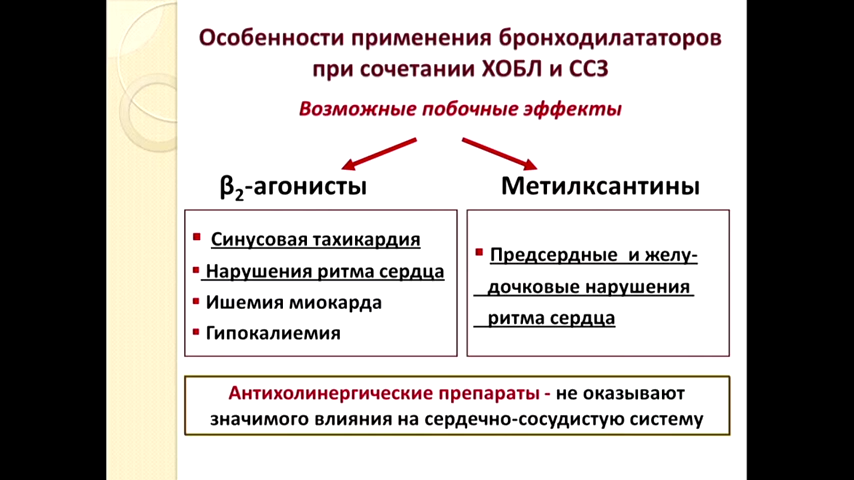 Особенности применения бронходилататоров
при сочетании ХОБЛ и ССЗ
Возможные побочные эффекты
β2-агонисты
Синусовая тахикардия
Нарушения ритма сердца
Ишемия миокарда
Гипокалиемия
Метилксантины
Предсердные и желу-
дочковые нарушения
ритма сердца
Антихолинергические препараты - не оказывают
значимого влияния на сердечно-сосудистую систему